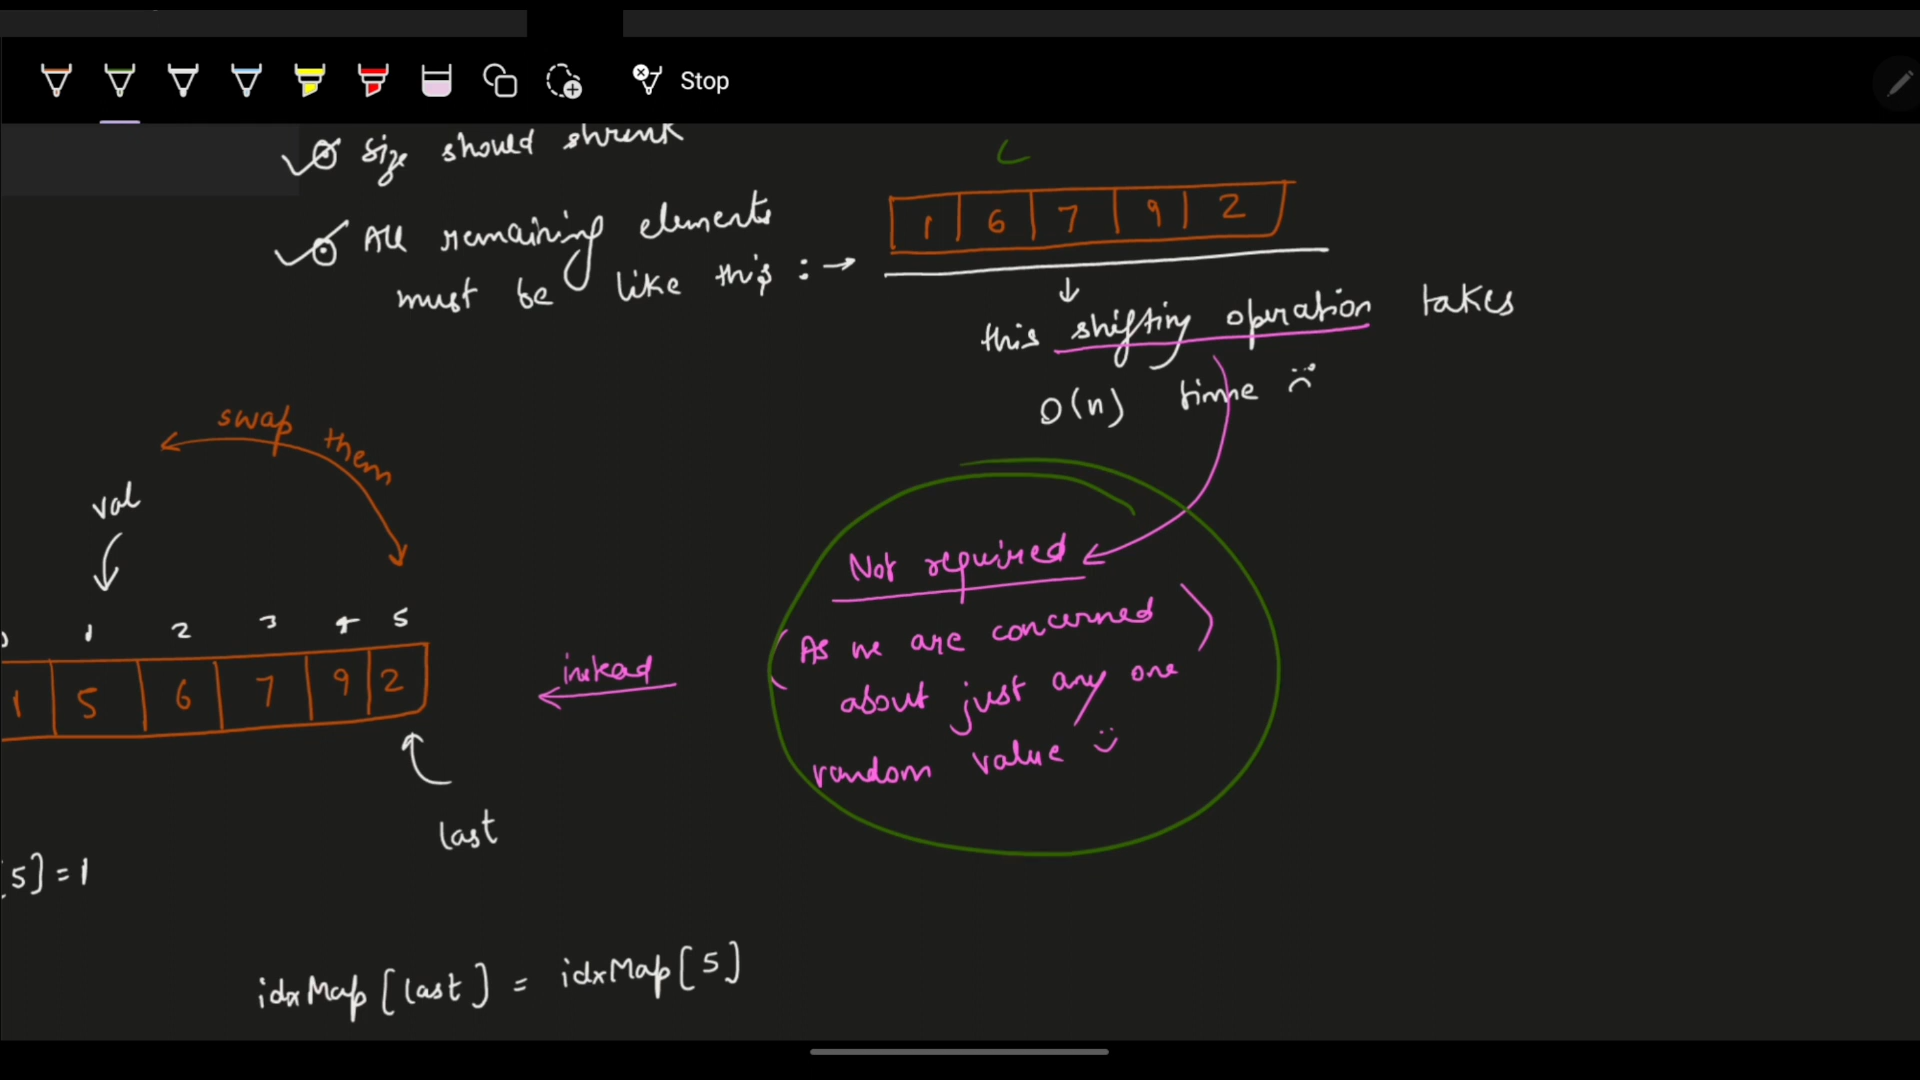 Stop
Size should shrink
All remaining elements
must be like this : →
1 6 7 9 2
this shifting operation takes
O(n) time
swap them
val
1 2 3 4 5
1 5 6 7 9 2
last
instead
Not required
(As we are concerned
about just any one
random value )
[5] = 1
idxMap [last] = idxMap [5]